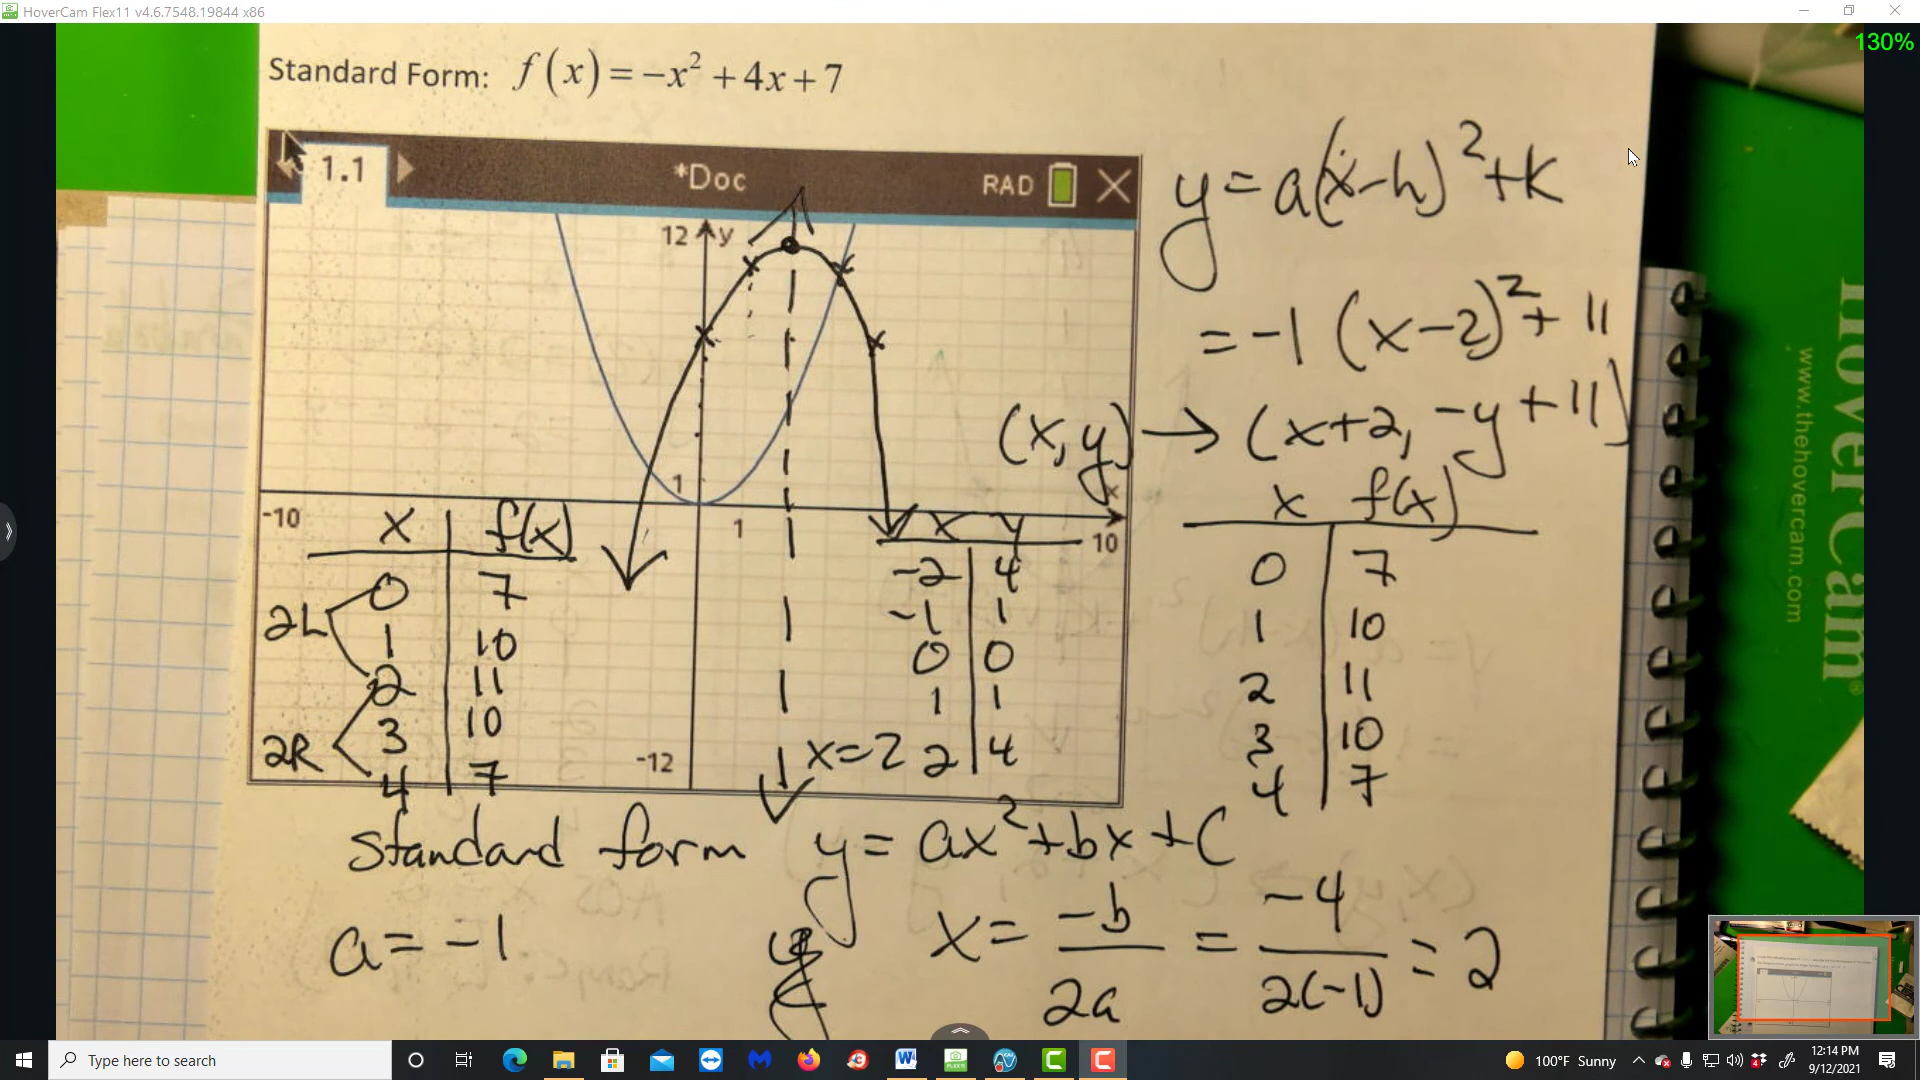 HoverCam Flex11 v4.6.7548.19844 x86
130%
Standard Form: f(x) = −x² + 4x + 7
1.1
*Doc
RAD
12
y
1
1
x
-10
10
-12
y = a(x-h)² + k
= -1 (x-2)² + 11
(x, y) → (x+2, -y+11)
x f(x)
0 7
1 10
2 11
3 10
4 7
x f(x)
0 7
1 10
2 11
3 10
4 7
2L
2R
x y
-2 4
-1 1
0 0
1 1
2 4
x=2
standard form y = ax² + bx + c
a = -1
x = -b/2a = -4/2(-1) = 2
HoverCam®
www.thehovercam.com
Type here to search
100°F Sunny
12:14 PM
9/12/2021